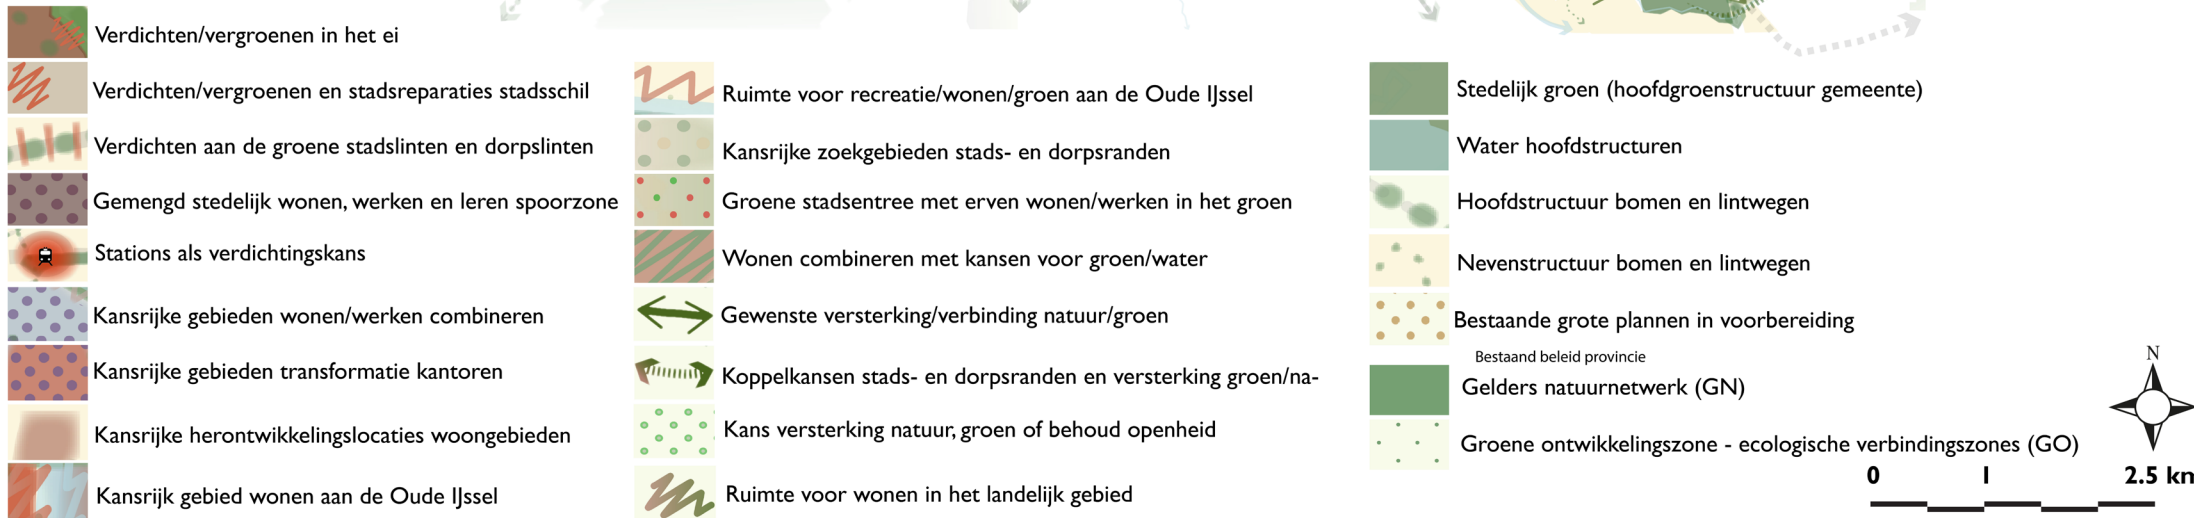 Verdichten/vergroenen in het ei
Verdichten/vergroenen en stadsreparaties stadsschil
Verdichten aan de groene stadslinten en dorpslinten
Gemengd stedelijk wonen, werken en leren spoorzone
Stations als verdichtingskans
Kansrijke gebieden wonen/werken combineren
Kansrijke gebieden transformatie kantoren
Kansrijke herontwikkelingslocaties woongebieden
Kansrijk gebied wonen aan de Oude IJssel
Ruimte voor recreatie/wonen/groen aan de Oude IJssel
Kansrijke zoekgebieden stads- en dorpsranden
Groene stadsentree met erven wonen/werken in het groen
Wonen combineren met kansen voor groen/water
Gewenste versterking/verbinding natuur/groen
Koppelkansen stads- en dorpsranden en versterking groen/na-
Kans versterking natuur, groen of behoud openheid
Ruimte voor wonen in het landelijk gebied
Stedelijk groen (hoofdgroenstructuur gemeente)
Water hoofdstructuren
Hoofdstructuur bomen en lintwegen
Nevenstructuur bomen en lintwegen
Bestaande grote plannen in voorbereiding
Bestaand beleid provincie
Gelders natuurnetwerk (GN)
Groene ontwikkelingszone - ecologische verbindingszones (GO)
N
0 1 2.5 km